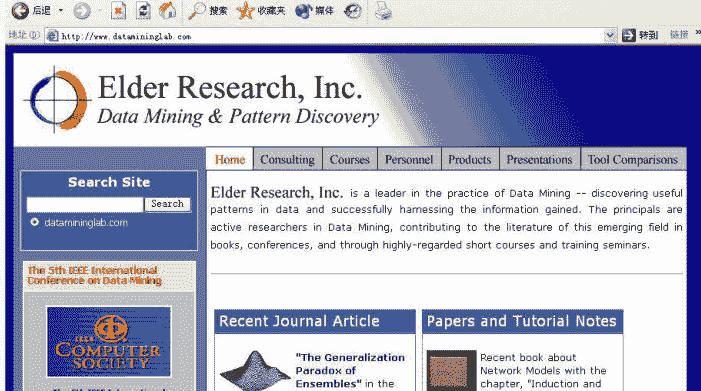 后退 搜索 收藏夹 媒体
地址(D) http://www.datamininglab.com 转到 链接 »
Elder Research, Inc.
Data Mining & Pattern Discovery
Home Consulting Courses Personnel Products Presentations Tool Comparisons
Search Site
Search
datamininglab.com
Elder Research, Inc. is a leader in the practice of Data Mining -- discovering useful
patterns in data and successfully harnessing the information gained. The principals are
active researchers in Data Mining, contributing to the literature of this emerging field in
books, conferences, and through highly-regarded short courses and training seminars.
The 5th IEEE International
Conference on Data Mining
IEEE
COMPUTER
SOCIETY
Recent Journal Article
"The Generalization
Paradox of
Ensembles" in the
Papers and Tutorial Notes
Recent book about
Network Models with the
chapter, "Induction and